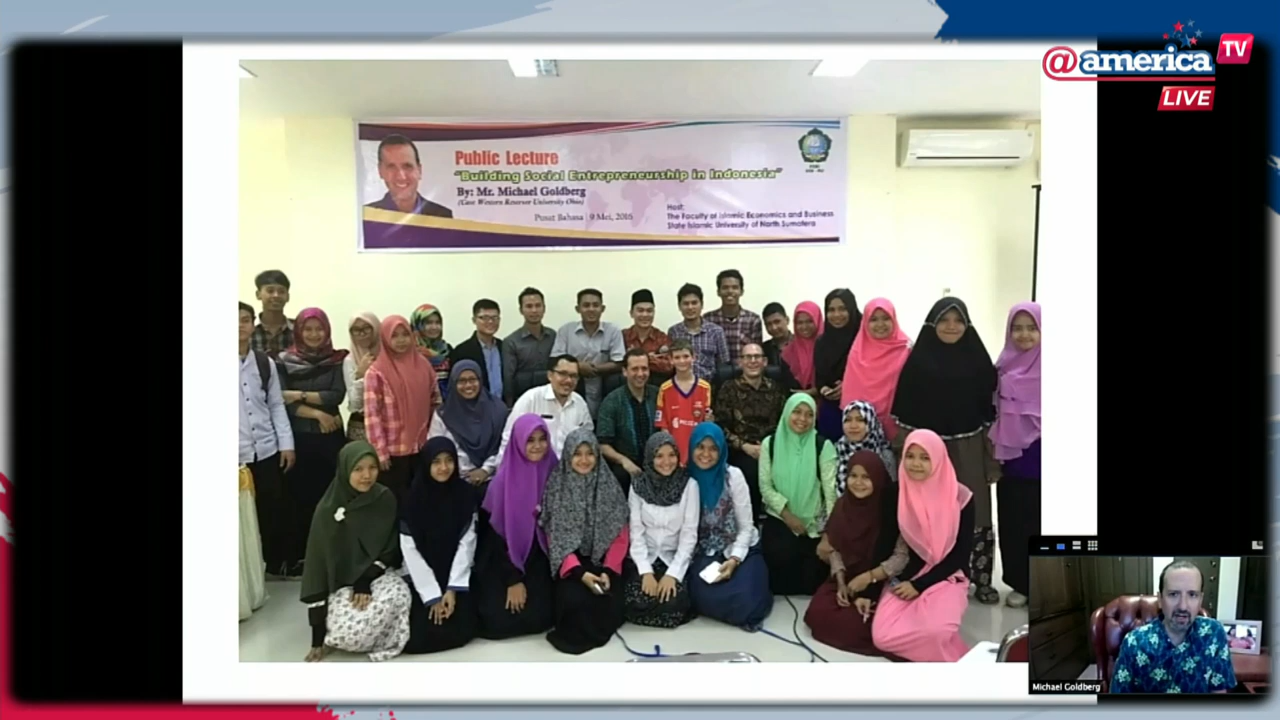 @america TV
LIVE
Public Lecture
"Building Social Entrepreneurship in Indonesia"
By: Mr. Michael Goldberg
(Case Western Reserver University Ohio)
Pusat Bahasa | 9 Mei, 2016
Host:
The Faculty of Islamic Economics and Business
State Islamic University of North Sumatera
Michael Goldberg